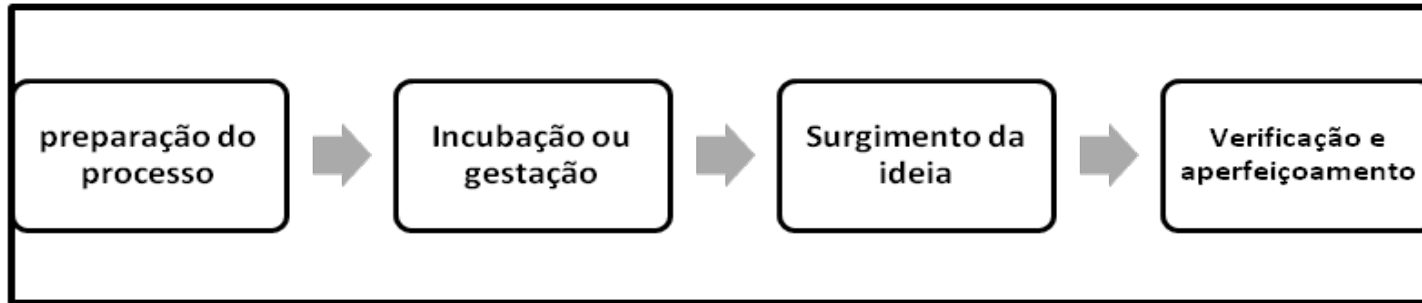 preparação do
processo
Incubação ou
gestação
Surgimento da
ideia
Verificação e
aperfeiçoamento